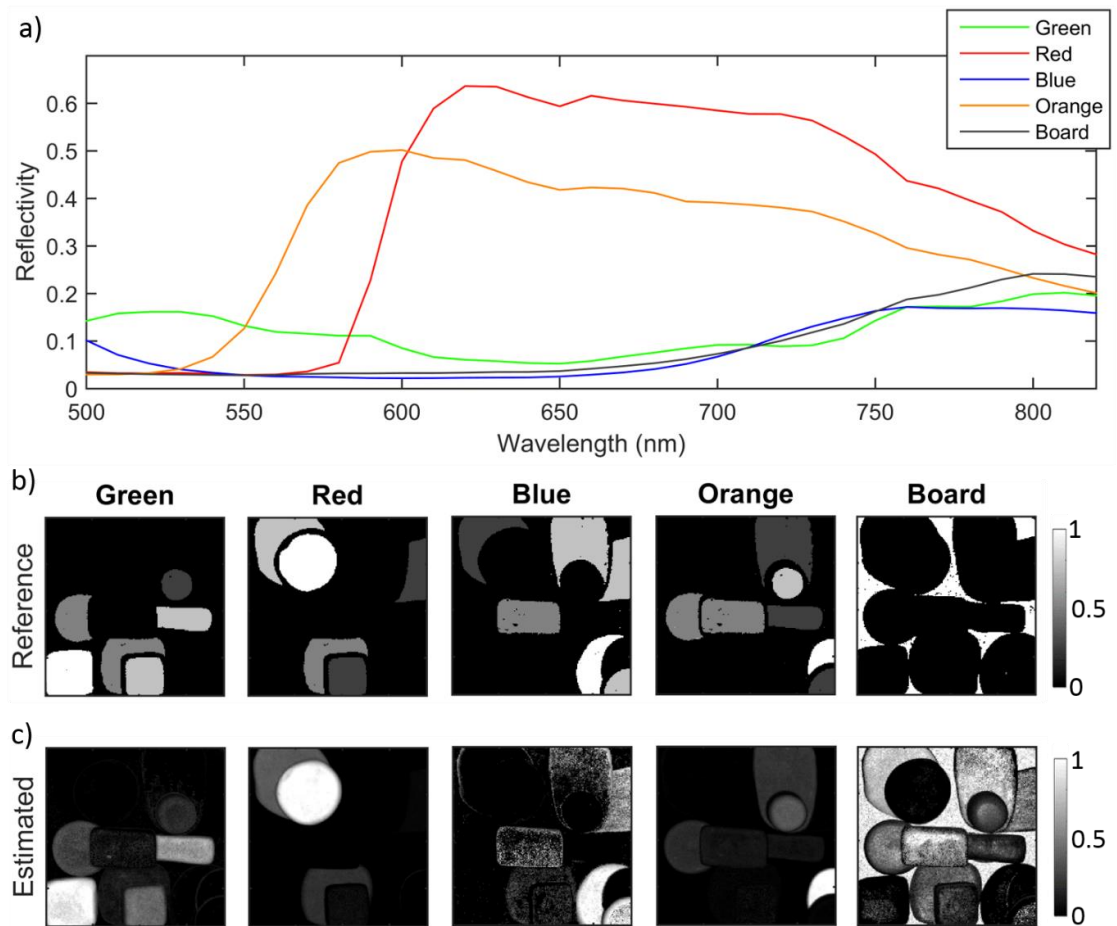 a)
Green
Red
Blue
Orange
Board
Reflectivity
0.6
0.5
0.4
0.3
0.2
0.1
0
500 550 600 650 700 750 800
Wavelength (nm)
b)
Green Red Blue Orange Board
Reference
1
0.5
0
c)
Estimated
1
0.5
0